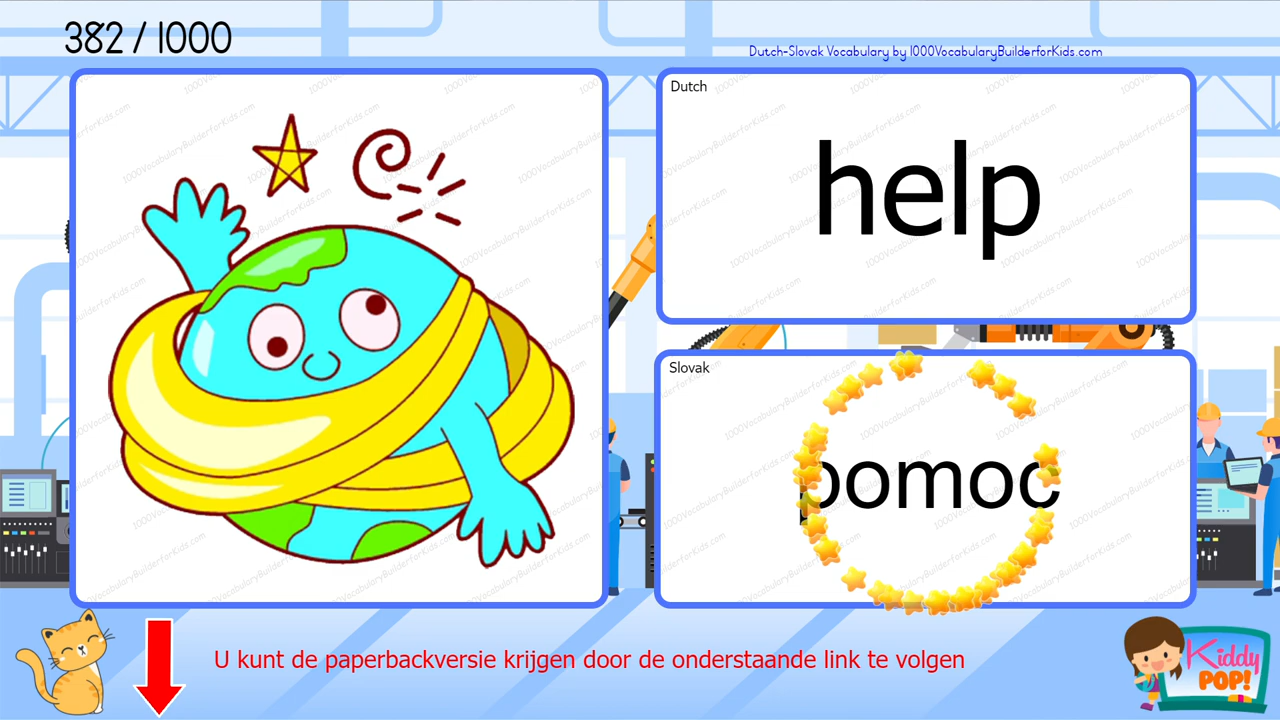 382 / 1000
Dutch-Slovak Vocabulary by 1000VocabularyBuilderforKids.com
Dutch
help
Slovak
pomoc
U kunt de paperbackversie krijgen door de onderstaande link te volgen
Kiddy
POP!